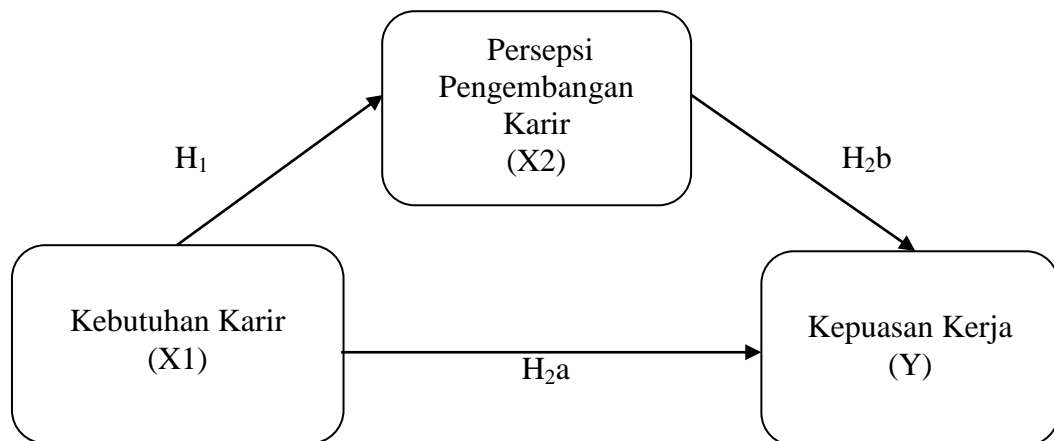 Persepsi
Pengembangan
Karir
(X2)
H₁
H₂b
Kebutuhan Karir
(X1)
H₂a
Kepuasan Kerja
(Y)